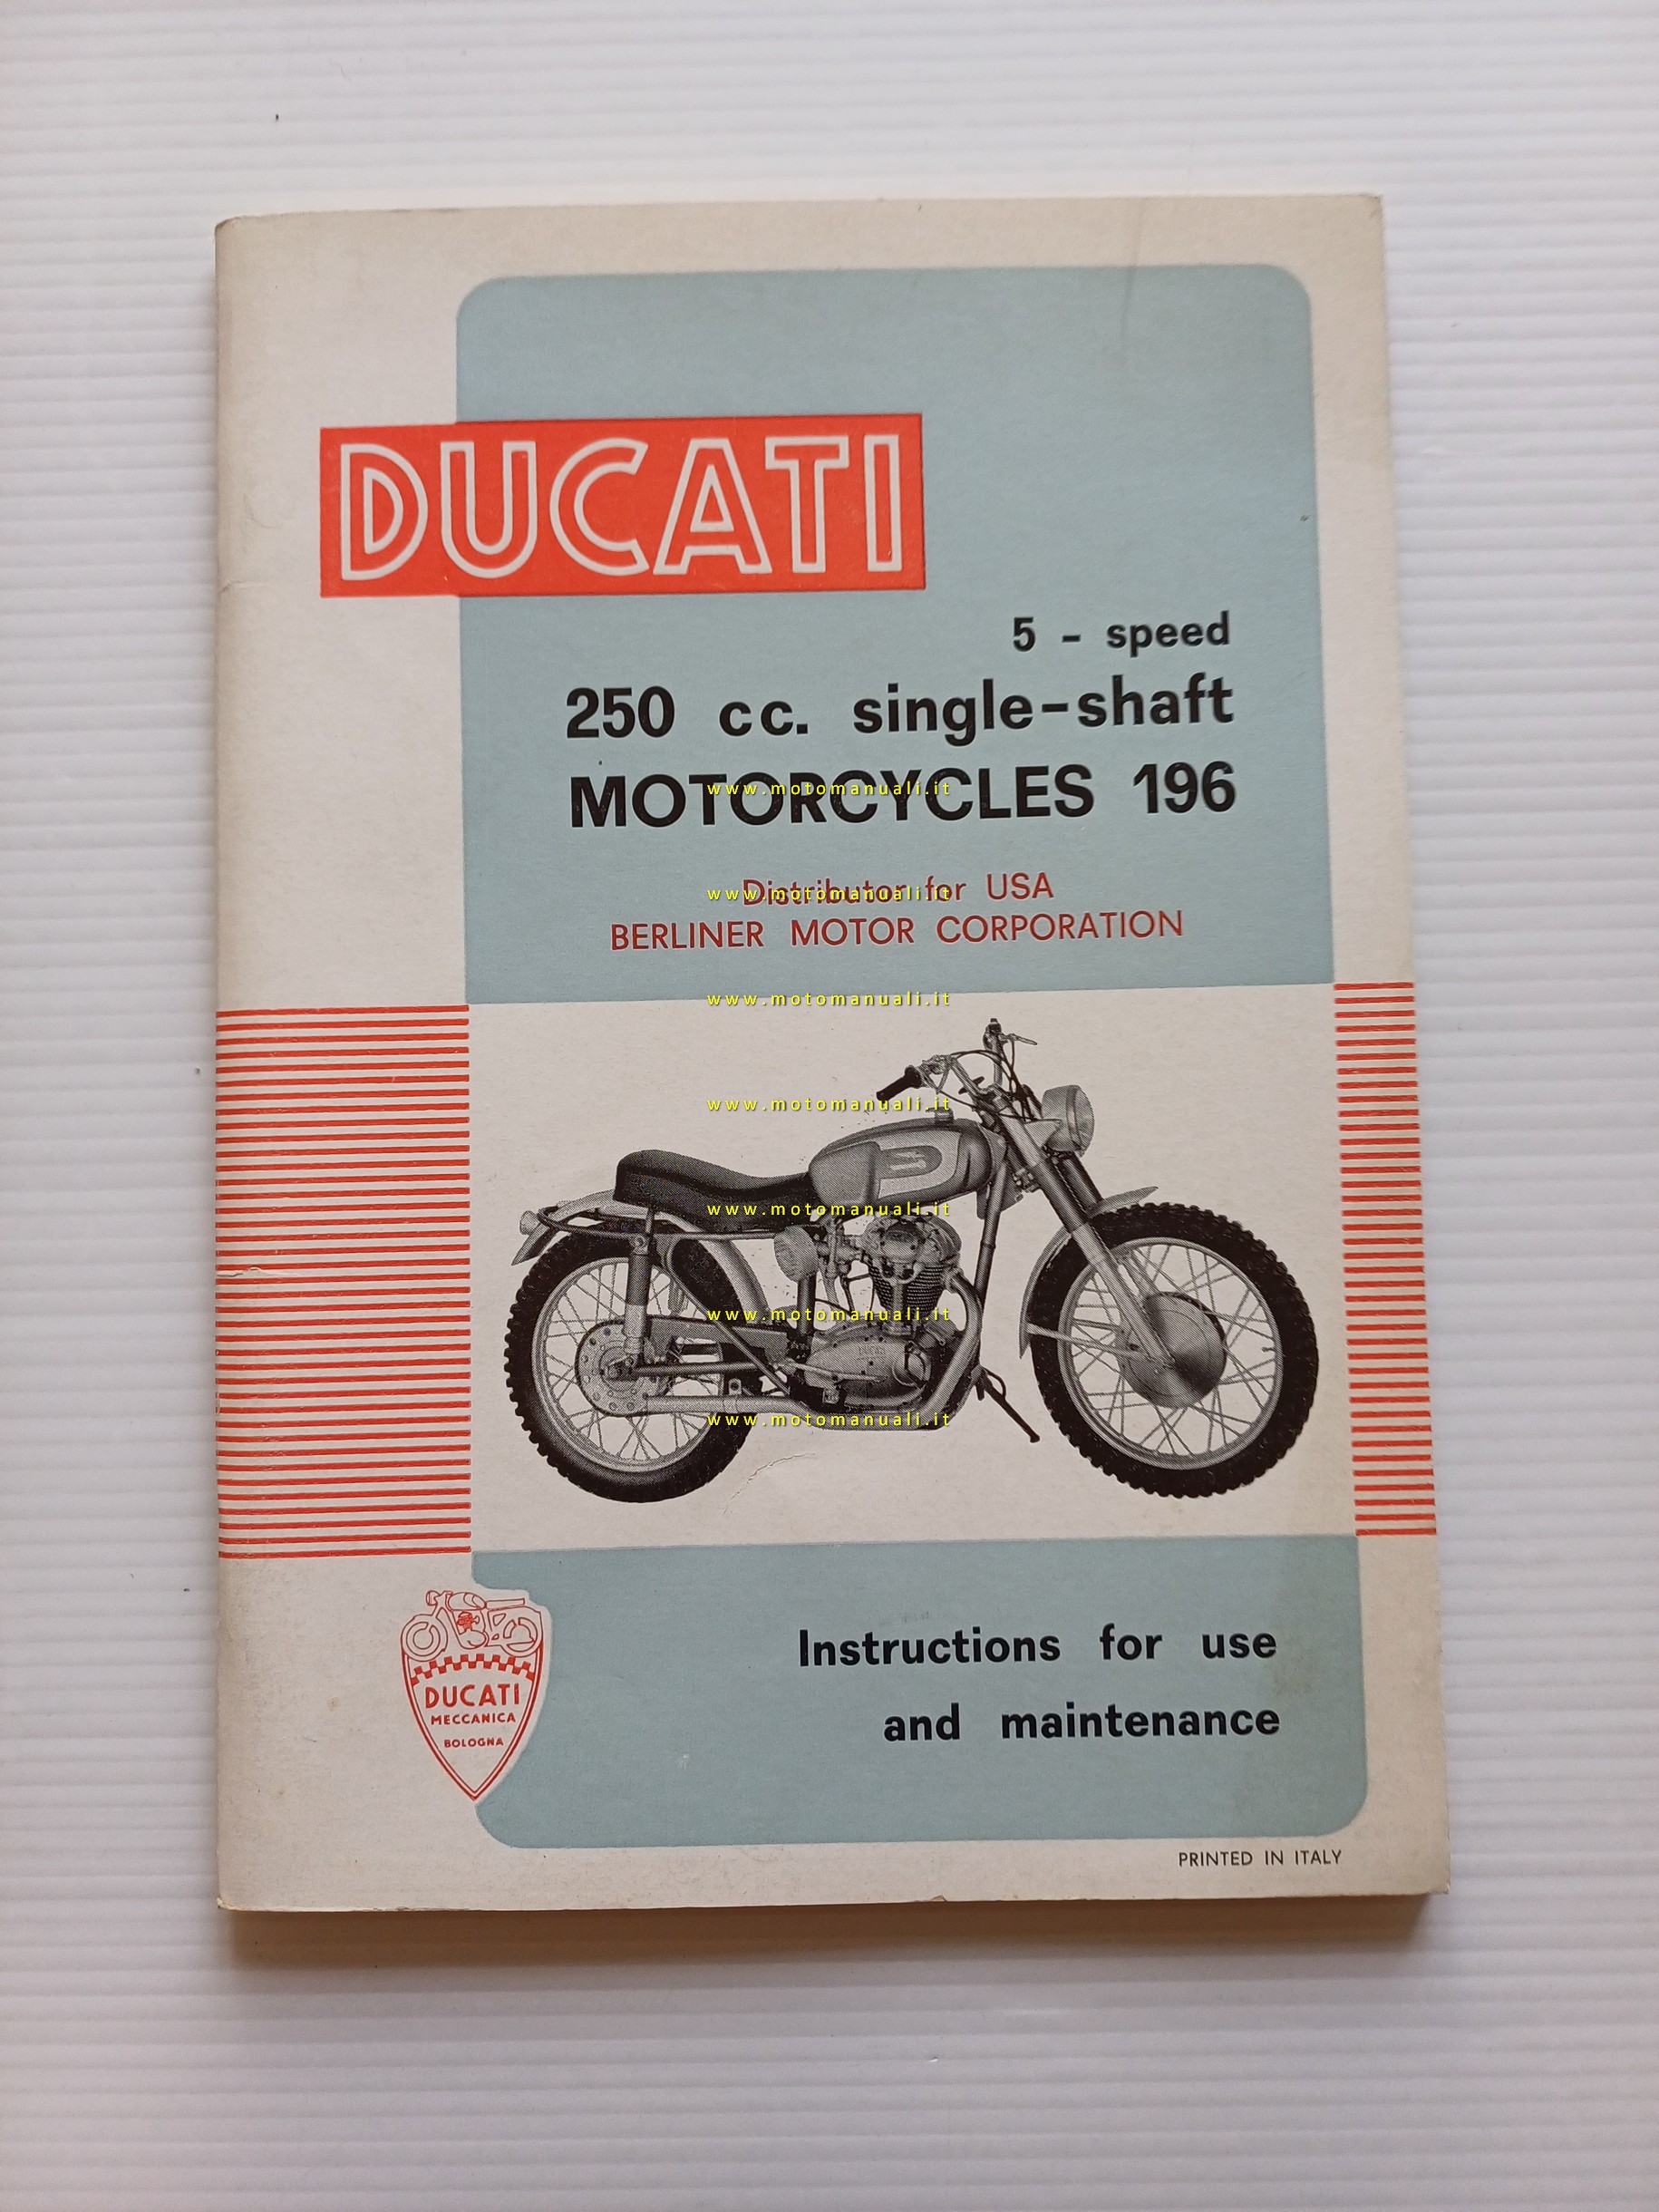 DUCATI
5 - speed
250 cc. single-shaft
MOTORCYCLES 196
Distributor for USA
BERLINER MOTOR CORPORATION
www.motomanuali.it
www.motomanuali.it
www.motomanuali.it
www.motomanuali.it
www.motomanuali.it
www.motomanuali.it
www.motomanuali.it
DUCATI
DUCATI
MECCANICA
BOLOGNA
Instructions for use
and maintenance
PRINTED IN ITALY